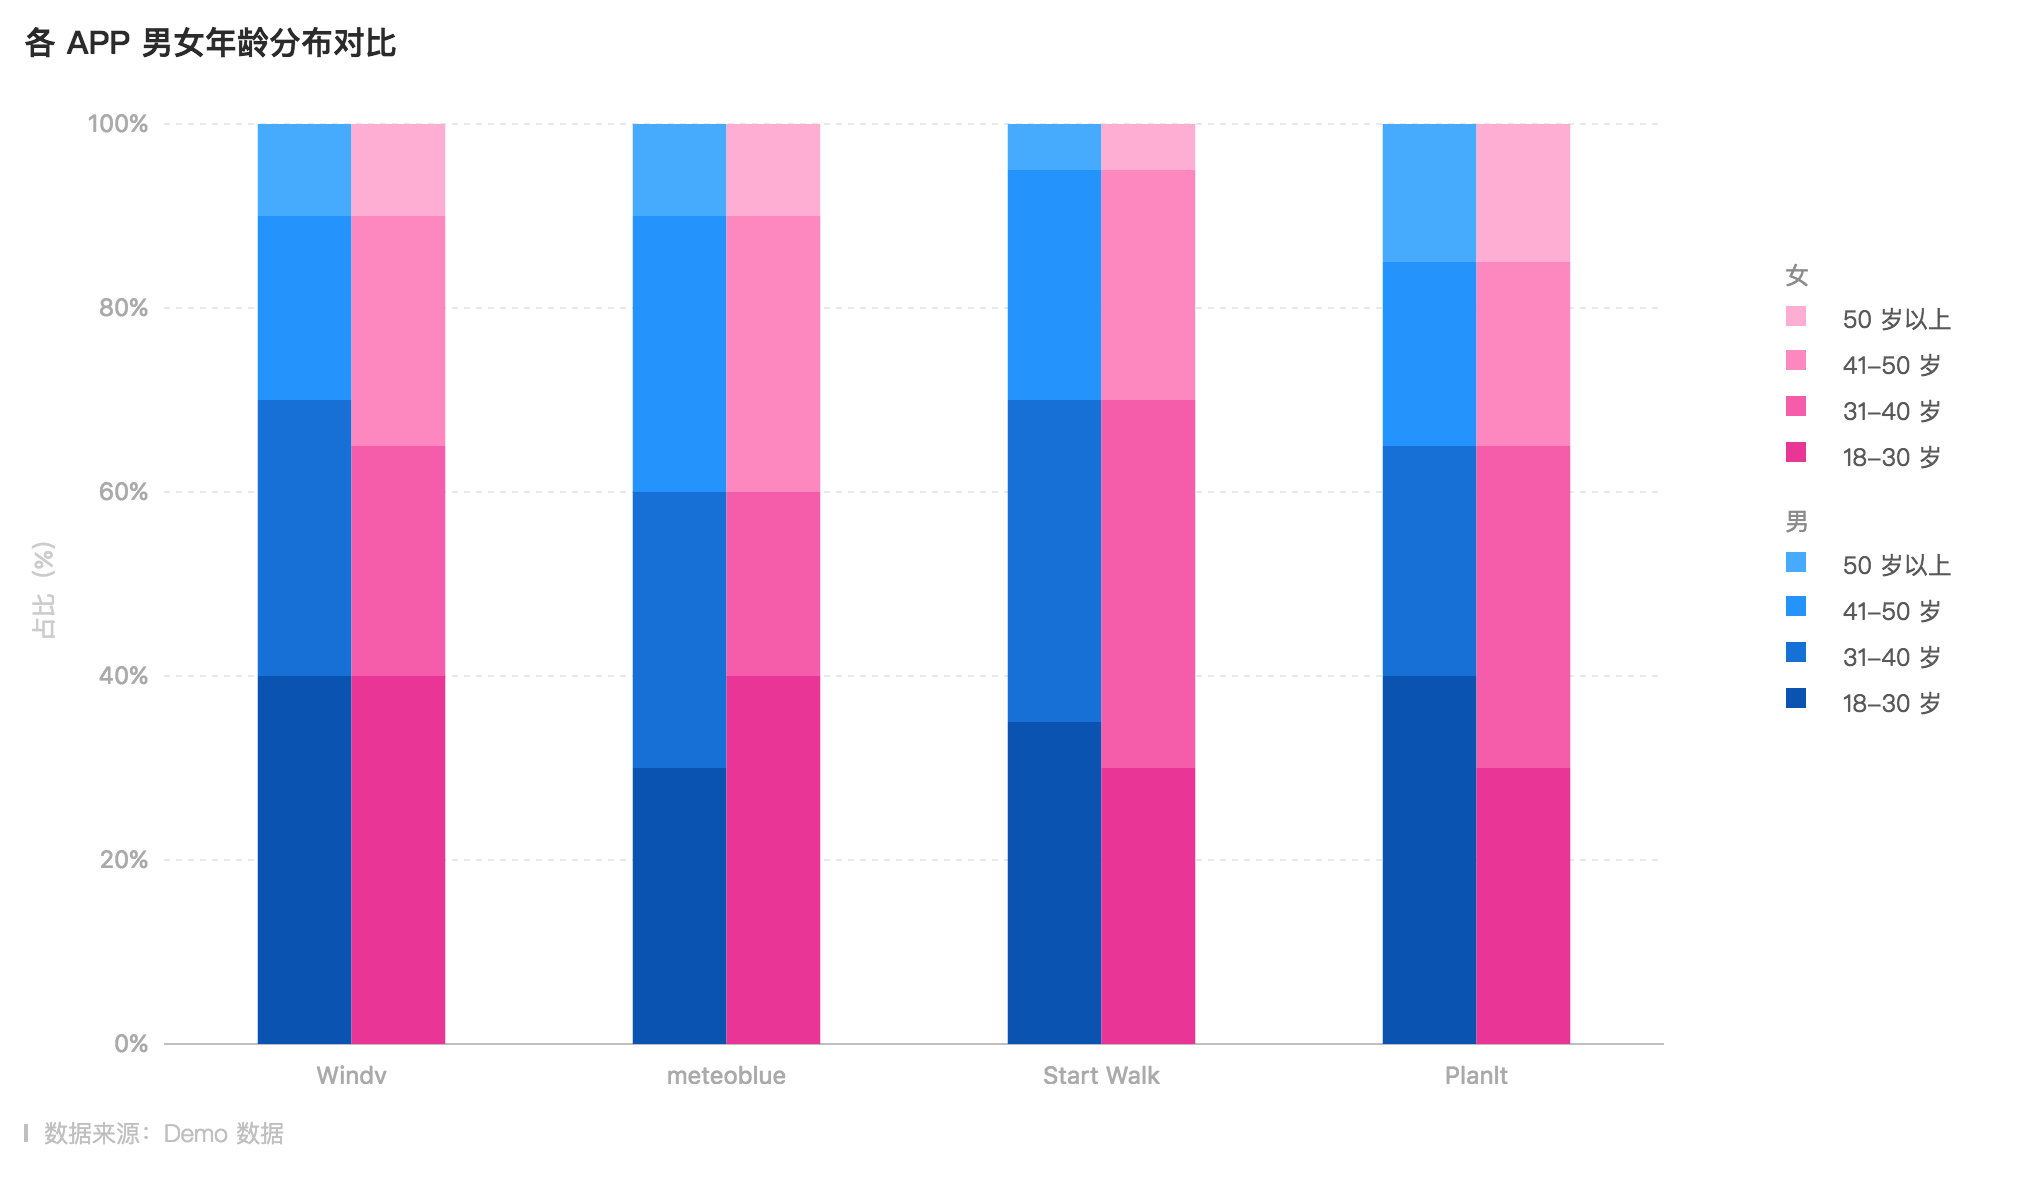 各 APP 男女年龄分布对比
100%
80%
60%
40%
20%
0%
占比 (%)
Windv
meteoblue
Start Walk
PlanIt
女
50 岁以上
41–50 岁
31–40 岁
18–30 岁
男
50 岁以上
41–50 岁
31–40 岁
18–30 岁
数据来源：Demo 数据